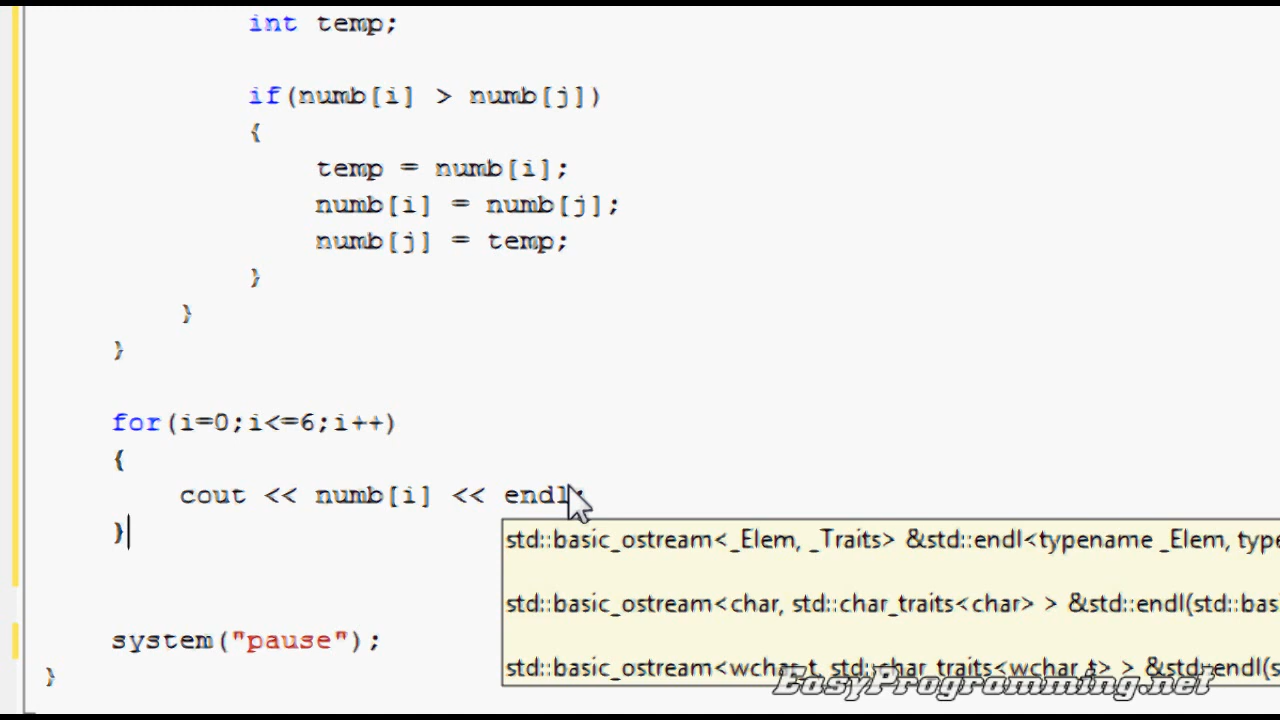 int temp;
if(numb[i] > numb[j])
{
temp = numb[i];
numb[i] = numb[j];
numb[j] = temp;
}
}
}
for(i=0;i<=6;i++)
{
cout << numb[i] << endl;
}
std::basic_ostream<_Elem, _Traits> &std::endl<typename _Elem, type
std::basic_ostream<char, std::char_traits<char> > &std::endl(std::bas
system("pause");
std::basic_ostream<wchar_t, std::char_traits<wchar_t> > &std::endl(s
}
EasyProgramming.net